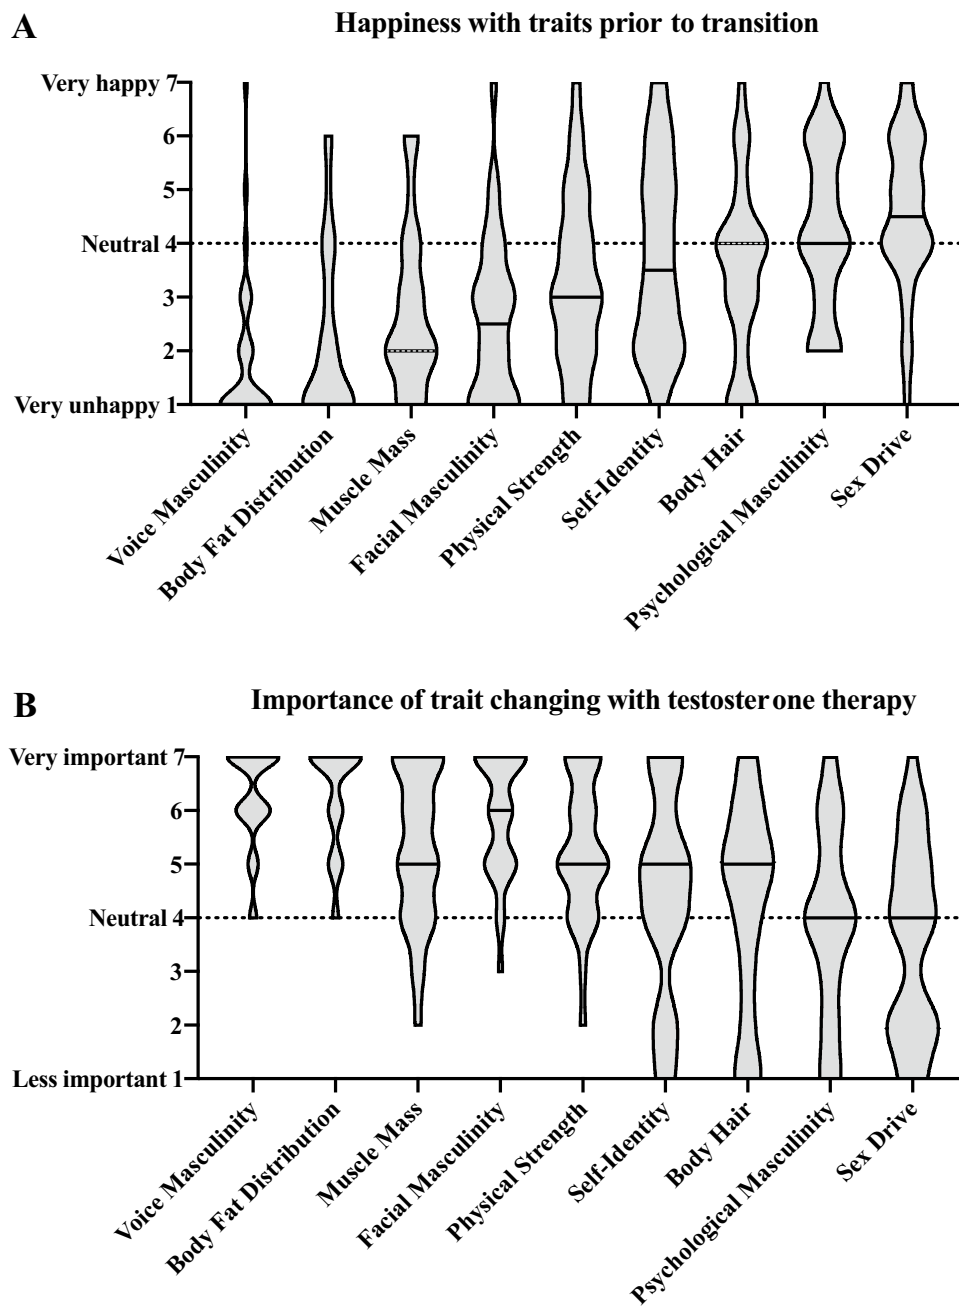 A
Happiness with traits prior to transition
Very happy 7
6
5
Neutral 4
3
2
Very unhappy 1
Voice Masculinity
Body Fat Distribution
Muscle Mass
Facial Masculinity
Physical Strength
Self-Identity
Body Hair
Psychological Masculinity
Sex Drive
B
Importance of trait changing with testosterone therapy
Very important 7
6
5
Neutral 4
3
2
Less important 1
Voice Masculinity
Body Fat Distribution
Muscle Mass
Facial Masculinity
Physical Strength
Self-Identity
Body Hair
Psychological Masculinity
Sex Drive